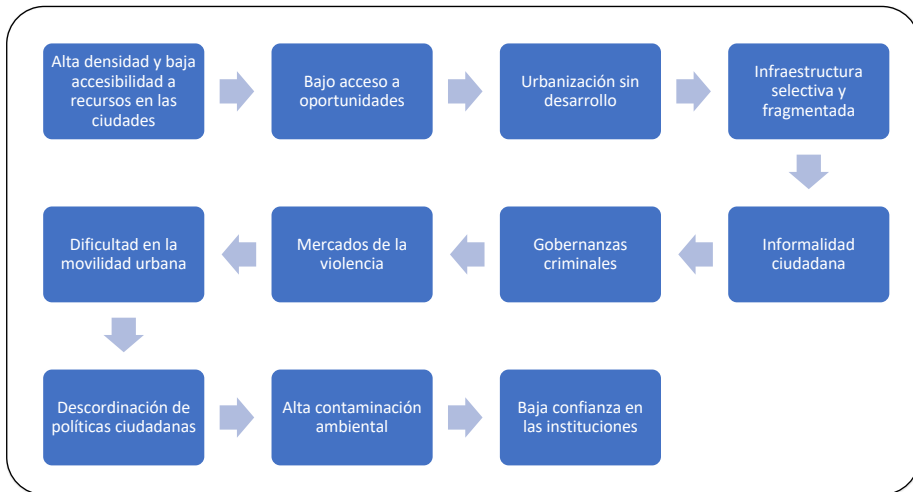 Alta densidad y baja
accesibilidad a
recursos en las
ciudades
Bajo acceso a
oportunidades
Urbanización sin
desarrollo
Infraestructura
selectiva y
fragmentada
Informalidad
ciudadana
Gobernanzas
criminales
Mercados de la
violencia
Dificultad en la
movilidad urbana
Descordinación de
políticas ciudadanas
Alta contaminación
ambiental
Baja confianza en
las instituciones